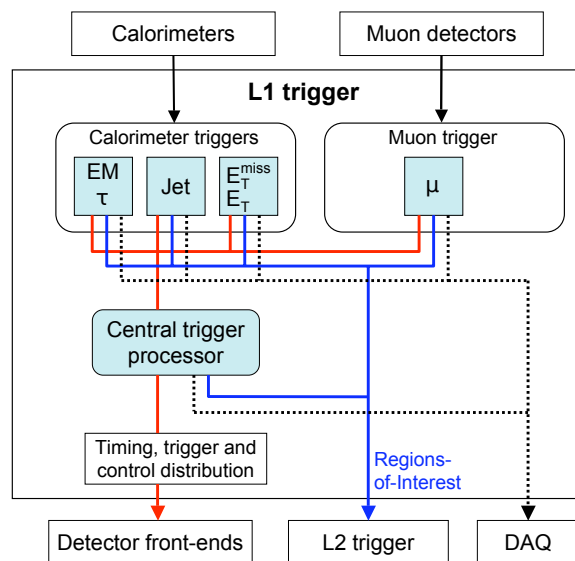 Calorimeters
Muon detectors
L1 trigger
Calorimeter triggers
Muon trigger
EM
τ
Jet
E_T^miss
E_T
μ
Central trigger
processor
Timing, trigger and
control distribution
Regions-
of-Interest
Detector front-ends
L2 trigger
DAQ